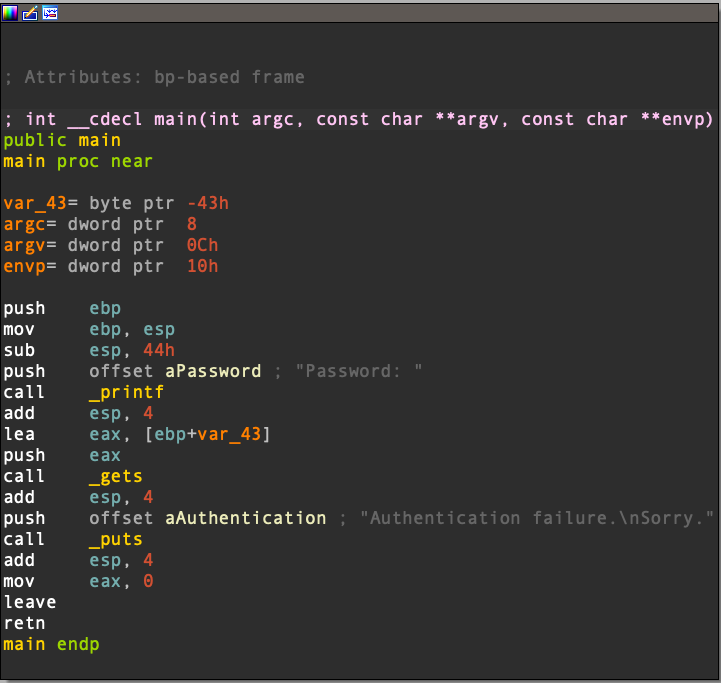 ; Attributes: bp-based frame
; int __cdecl main(int argc, const char **argv, const char **envp)
public main
main proc near
var_43= byte ptr -43h
argc= dword ptr  8
argv= dword ptr  0Ch
envp= dword ptr  10h
push    ebp
mov     ebp, esp
sub     esp, 44h
push    offset aPassword ; "Password: "
call    _printf
add     esp, 4
lea     eax, [ebp+var_43]
push    eax
call    _gets
add     esp, 4
push    offset aAuthentication ; "Authentication failure.\nSorry."
call    _puts
add     esp, 4
mov     eax, 0
leave
retn
main endp